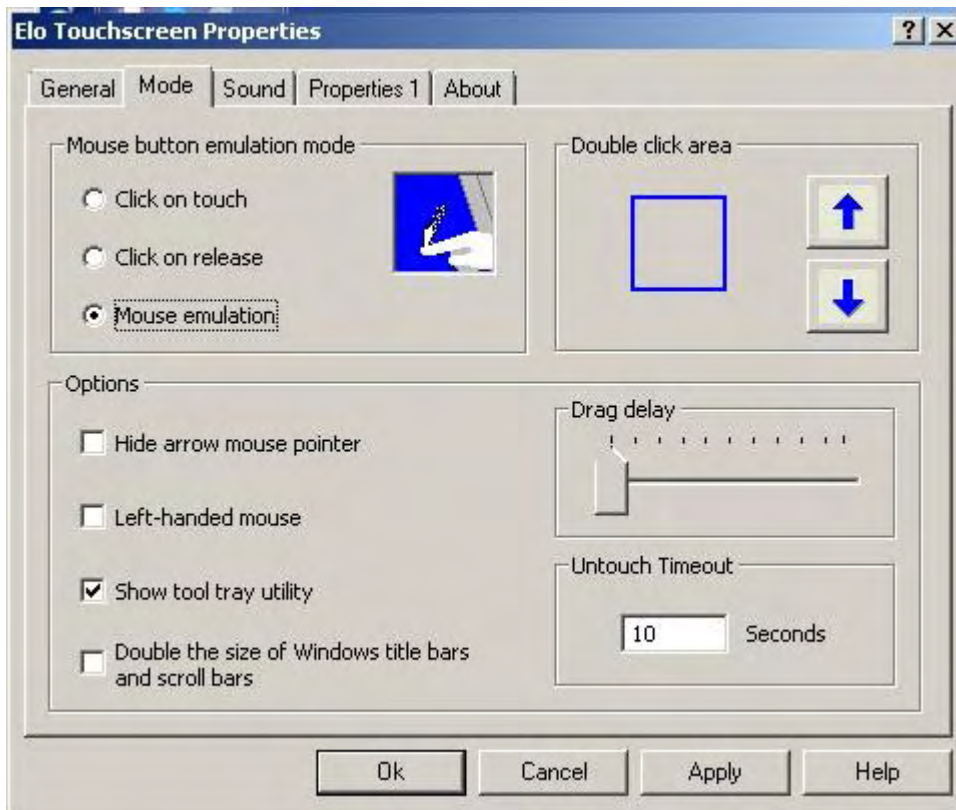 Elo Touchscreen Properties
General Mode Sound Properties 1 About
Mouse button emulation mode
Click on touch
Click on release
Mouse emulation
Double click area
Options
Hide arrow mouse pointer
Left-handed mouse
Show tool tray utility
Double the size of Windows title bars
and scroll bars
Drag delay
Untouch Timeout
10 Seconds
Ok Cancel Apply Help